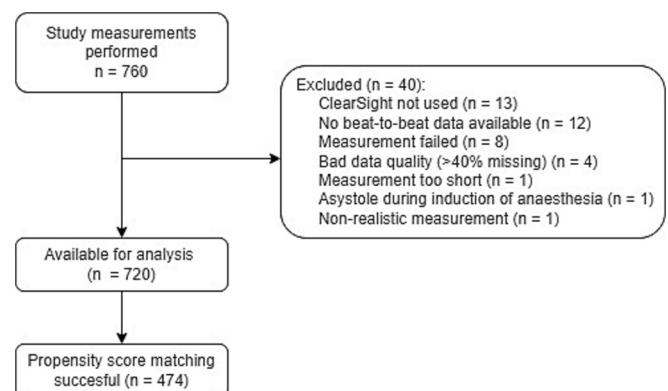 Study measurements
performed
n = 760
Excluded (n = 40):
ClearSight not used (n = 13)
No beat-to-beat data available (n = 12)
Measurement failed (n = 8)
Bad data quality (>40% missing) (n = 4)
Measurement too short (n = 1)
Asystole during induction of anaesthesia (n = 1)
Non-realistic measurement (n = 1)
Available for analysis
(n = 720)
Propensity score matching
succesful (n = 474)